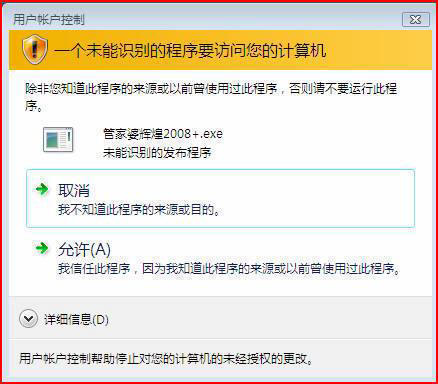 用户帐户控制
一个未能识别的程序要访问您的计算机
除非您知道此程序的来源或以前曾使用过此程序，否则请不要运行此程
序。
管家婆辉煌2008+.exe
未能识别的发布程序
取消
我不知道此程序的来源或目的。
允许(A)
我信任此程序，因为我知道此程序的来源或以前曾使用过此程序。
详细信息(D)
用户帐户控制帮助停止对您的计算机的未经授权的更改。